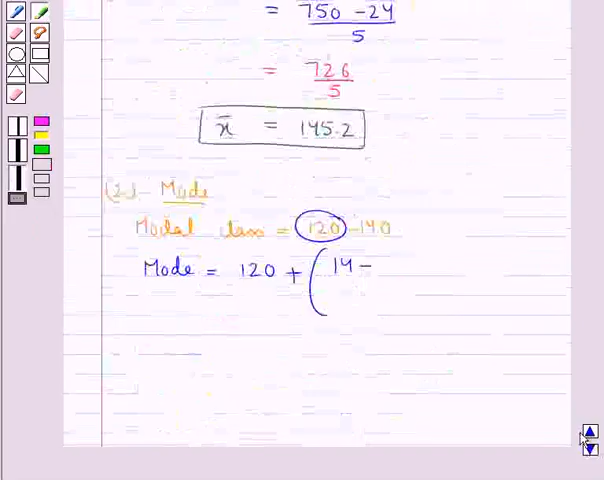 = 750 - 24
5
= 726
5
x̄ = 145.2
(2.) Mode
Modal class = 120 - 140
Mode = 120 + ( 14 -